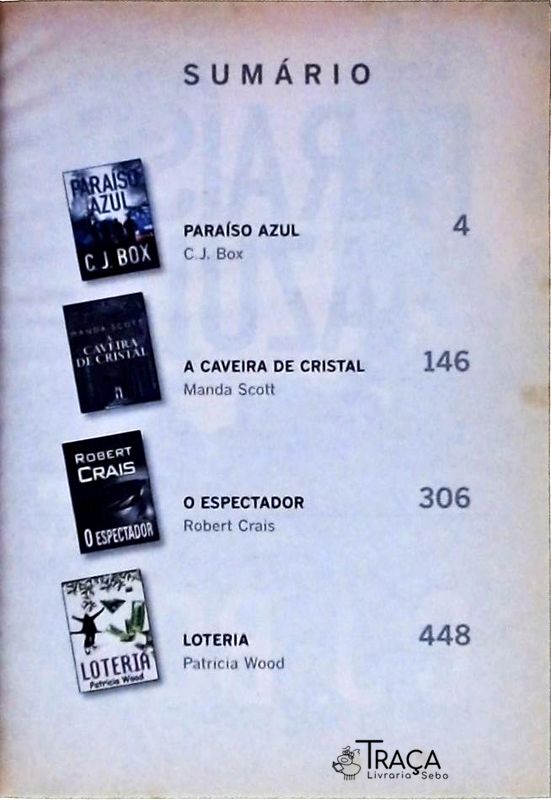 SUMÁRIO
PARAÍSO
AZUL
C.J. BOX
PARAÍSO AZUL
C.J. Box
4
MANDA SCOTT
A
CAVEIRA
DE CRISTAL
A CAVEIRA DE CRISTAL
Manda Scott
146
ROBERT
CRAIS
O ESPECTADOR
O ESPECTADOR
Robert Crais
306
LOTERIA
Patricia Wood
LOTERIA
Patricia Wood
448
TRAÇA
Livraria Sebo